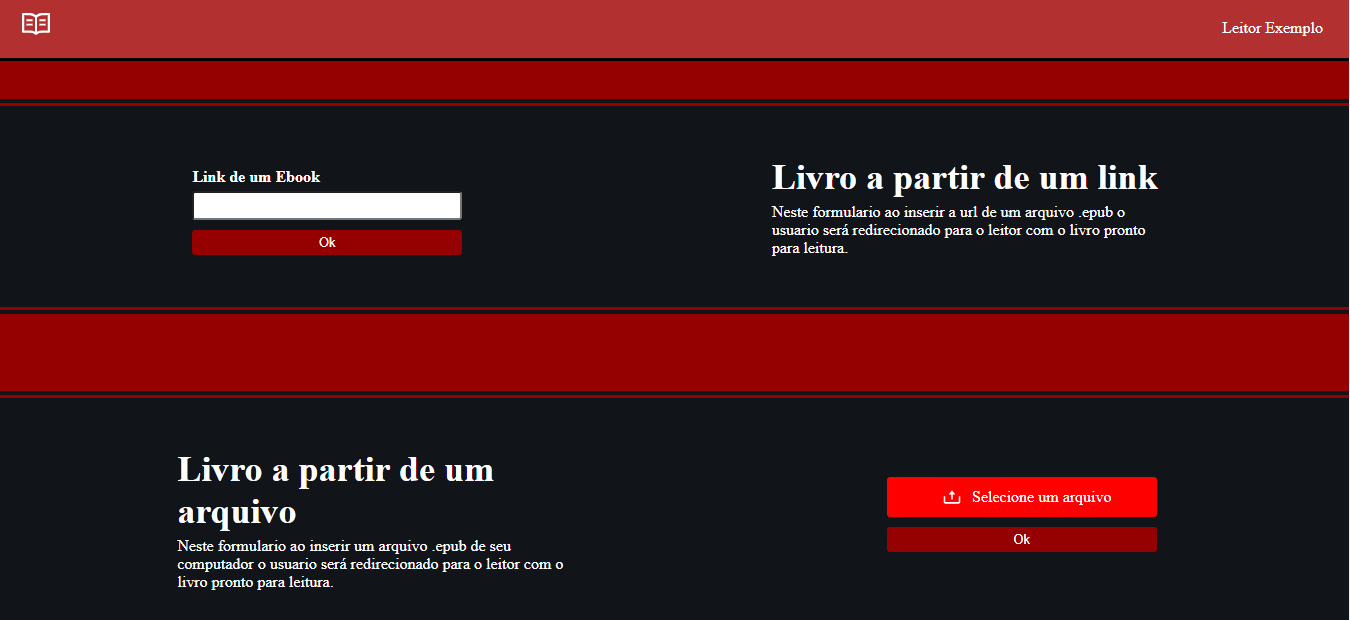 Leitor Exemplo
Link de um Ebook
Ok
Livro a partir de um link
Neste formulario ao inserir a url de um arquivo .epub o
usuario será redirecionado para o leitor com o livro pronto
para leitura.
Livro a partir de um
arquivo
Neste formulario ao inserir um arquivo .epub de seu
computador o usuario será redirecionado para o leitor com o
livro pronto para leitura.
Selecione um arquivo
Ok